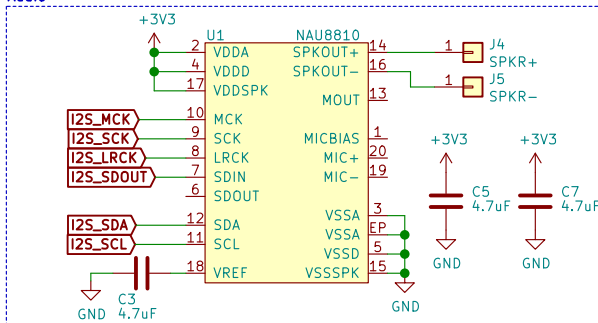 +3V3
U1
NAU8810
2 VDDA SPKOUT+ 14
4 VDDD SPKOUT- 16
17 VDDSPK
MOUT 13
1 J4
SPKR+
1 J5
SPKR-
I2S_MCK 10 MCK
I2S_SCK 9 SCK MICBIAS 1
I2S_LRCK 8 LRCK MIC+ 20
I2S_SDOUT 7 SDIN MIC- 19
6 SDOUT
+3V3
+3V3
C5
4.7uF
C7
4.7uF
GND
GND
VSSA 3
I2S_SDA 12 SDA VSSA EP
I2S_SCL 11 SCL VSSD 5
18 VREF VSSSPK 15
C3
4.7uF
GND
GND